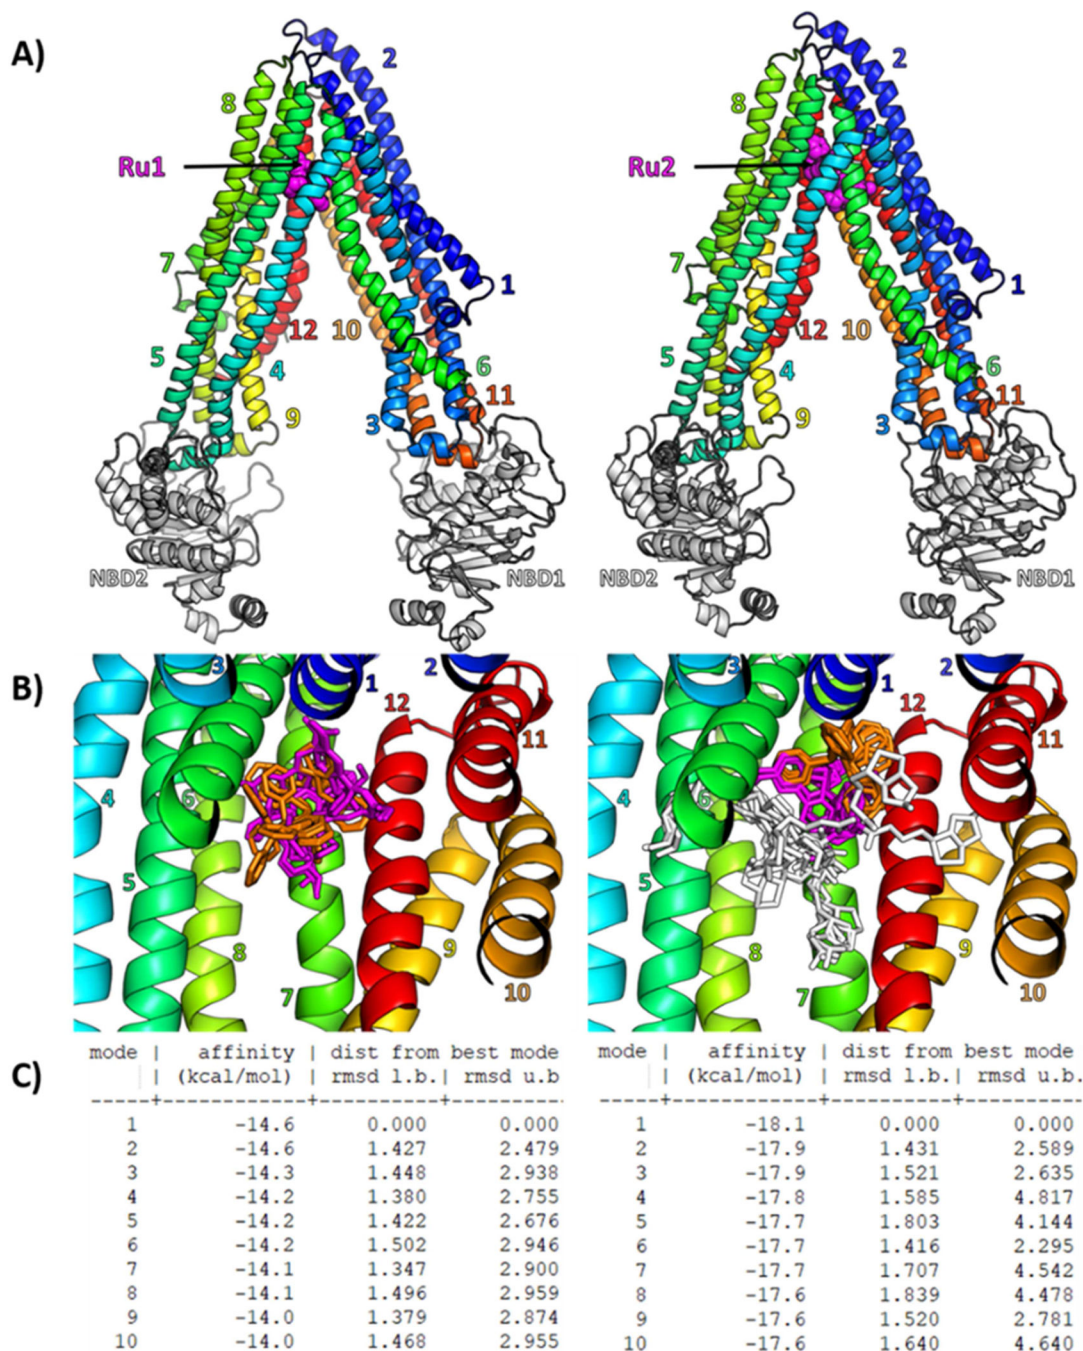 A)
2
2
8
8
Ru1
Ru2
7
7
1
1
12 10
12 10
5
5
4
4
6
6
11
11
3
3
9
9
NBD2
NBD1
NBD2
NBD1
B)
3
2
3
2
1
1
12
12
11
11
4
6
4
6
5
5
8
9
8
9
7
10
7
10
C)
mode | affinity | dist from best mode
| (kcal/mol) | rmsd l.b.| rmsd u.b
-----+------------+----------+----------
1 -14.6 0.000 0.000
2 -14.6 1.427 2.479
3 -14.3 1.448 2.938
4 -14.2 1.380 2.755
5 -14.2 1.422 2.676
6 -14.2 1.502 2.946
7 -14.1 1.347 2.900
8 -14.1 1.496 2.959
9 -14.0 1.379 2.874
10 -14.0 1.468 2.955
mode | affinity | dist from best mode
| (kcal/mol) | rmsd l.b.| rmsd u.b.
-----+------------+----------+----------
1 -18.1 0.000 0.000
2 -17.9 1.431 2.589
3 -17.9 1.521 2.635
4 -17.8 1.585 4.817
5 -17.7 1.803 4.144
6 -17.7 1.416 2.295
7 -17.7 1.707 4.542
8 -17.6 1.839 4.478
9 -17.6 1.520 2.781
10 -17.6 1.640 4.640